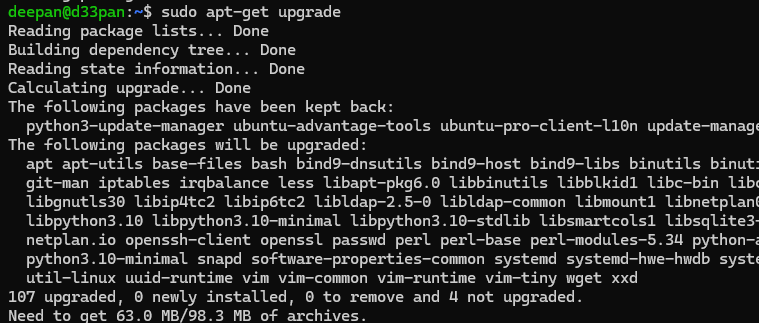 deepan@d33pan:~$ sudo apt-get upgrade
Reading package lists... Done
Building dependency tree... Done
Reading state information... Done
Calculating upgrade... Done
The following packages have been kept back:
python3-update-manager ubuntu-advantage-tools ubuntu-pro-client-l10n update-manage
The following packages will be upgraded:
apt apt-utils base-files bash bind9-dnsutils bind9-host bind9-libs binutils binuti
git-man iptables irqbalance less libapt-pkg6.0 libbinutils libblkid1 libc-bin libc
libgnutls30 libip4tc2 libip6tc2 libldap-2.5-0 libldap-common libmount1 libnetplan0
libpython3.10 libpython3.10-minimal libpython3.10-stdlib libsmartcols1 libsqlite3-
netplan.io openssh-client openssl passwd perl perl-base perl-modules-5.34 python-a
python3.10-minimal snapd software-properties-common systemd systemd-hwe-hwdb syste
util-linux uuid-runtime vim vim-common vim-runtime vim-tiny wget xxd
107 upgraded, 0 newly installed, 0 to remove and 4 not upgraded.
Need to get 63.0 MB/98.3 MB of archives.